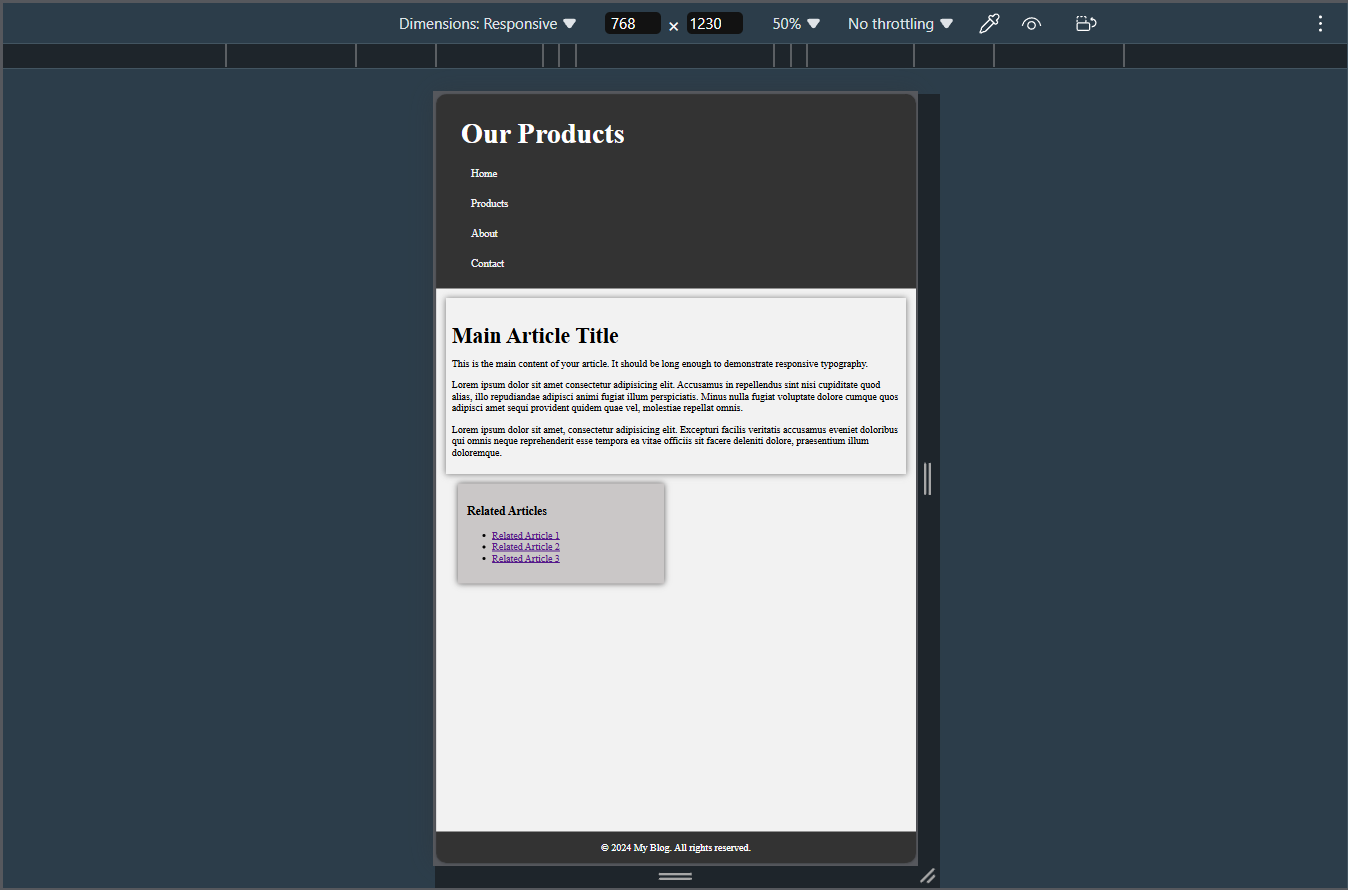 Dimensions: Responsive 768 × 1230 50% No throttling
Our Products
Home
Products
About
Contact
Main Article Title
This is the main content of your article. It should be long enough to demonstrate responsive typography.
Lorem ipsum dolor sit amet consectetur adipisicing elit. Accusamus in repellendus sint nisi cupiditate quod
alias, illo repudiandae adipisci animi fugiat illum perspiciatis. Minus nulla fugiat voluptate dolore cumque quos
adipisci amet sequi provident quidem quae vel, molestiae repellat omnis.
Lorem ipsum dolor sit amet, consectetur adipisicing elit. Excepturi facilis veritatis accusamus eveniet doloribus
qui omnis neque reprehenderit esse tempora ea vitae officiis sit facere deleniti dolore, praesentium illum
doloremque.
Related Articles
• Related Article 1
• Related Article 2
• Related Article 3
© 2024 My Blog. All rights reserved.